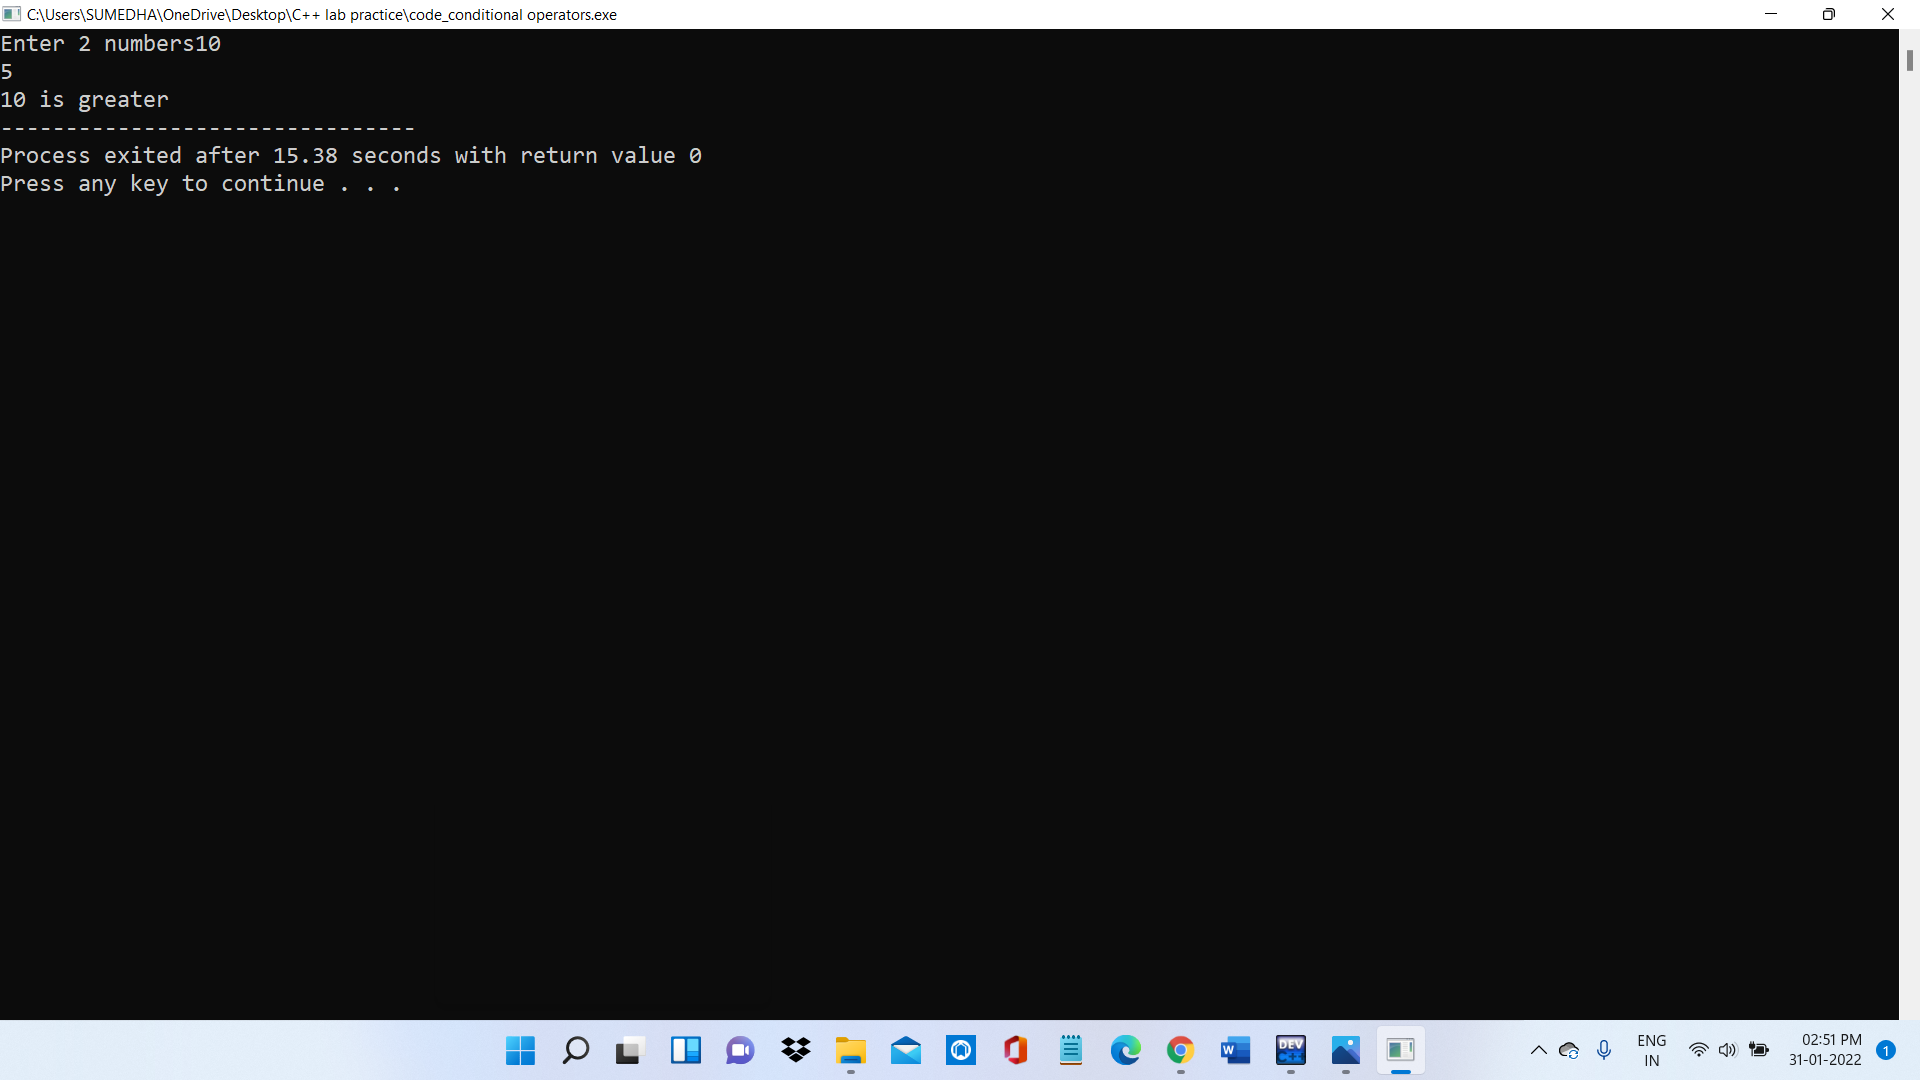 C:\Users\SUMEDHA\OneDrive\Desktop\C++ lab practice\code_conditional operators.exe
Enter 2 numbers10
5
10 is greater
--------------------------------
Process exited after 15.38 seconds with return value 0
Press any key to continue . . .
W
DEV
C++
ENG
IN
02:51 PM
31-01-2022
1